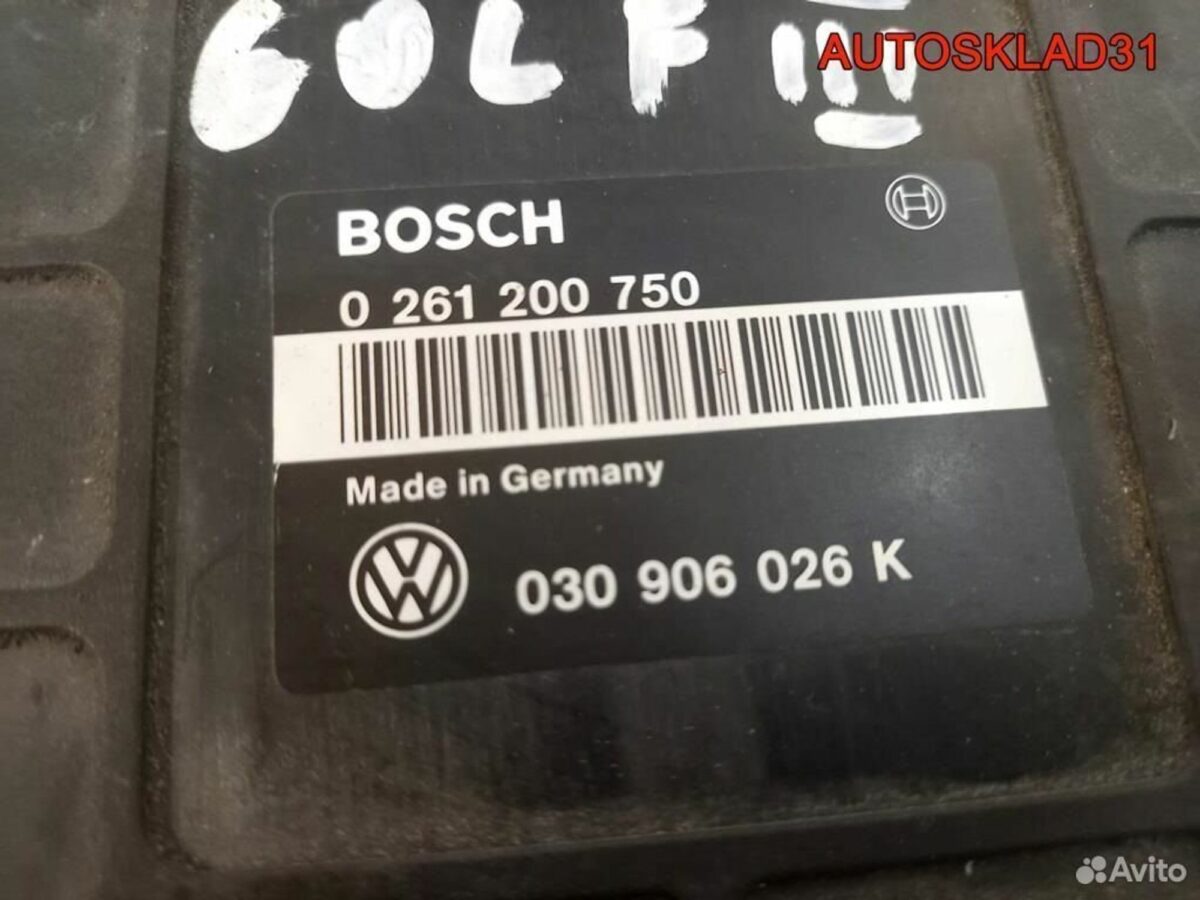 GOLF III
AUTOSKLAD31
BOSCH
0 261 200 750
Made in Germany
030 906 026 K
Avito